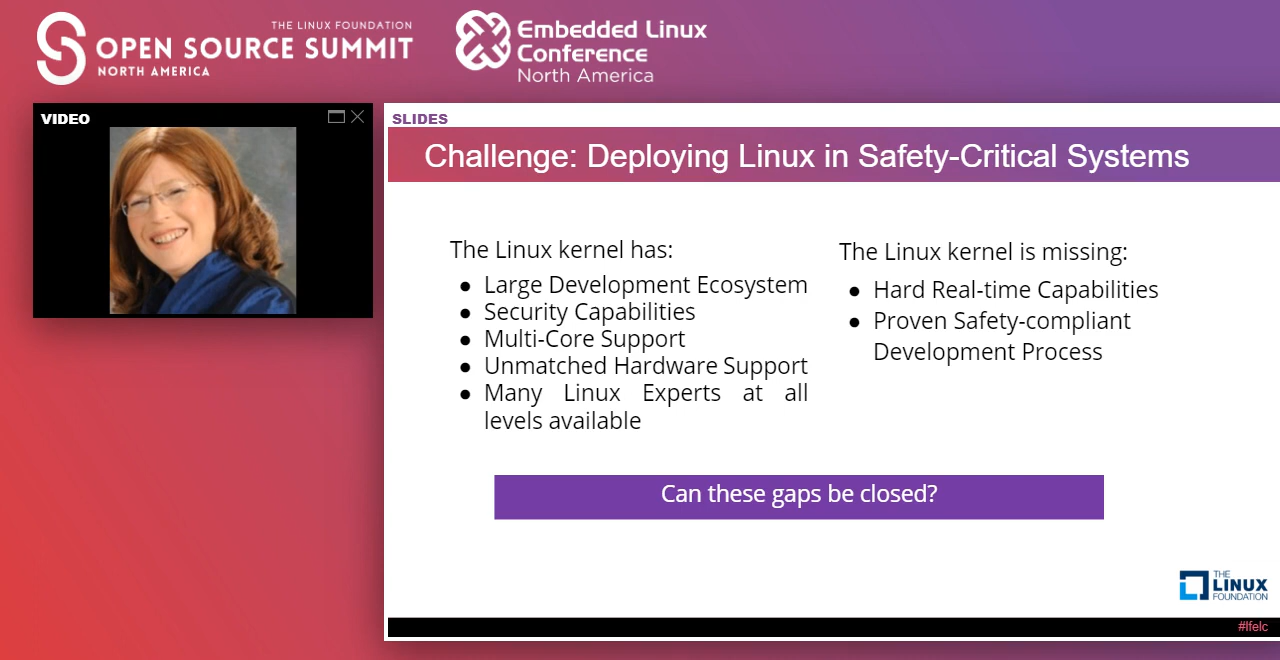 THE LINUX FOUNDATION
OPEN SOURCE SUMMIT
NORTH AMERICA
Embedded Linux
Conference
North America
VIDEO
SLIDES
Challenge: Deploying Linux in Safety-Critical Systems
The Linux kernel has:
● Large Development Ecosystem
● Security Capabilities
● Multi-Core Support
● Unmatched Hardware Support
● Many Linux Experts at all
levels available
The Linux kernel is missing:
● Hard Real-time Capabilities
● Proven Safety-compliant
Development Process
Can these gaps be closed?
THE
LINUX
FOUNDATION
#lfelc